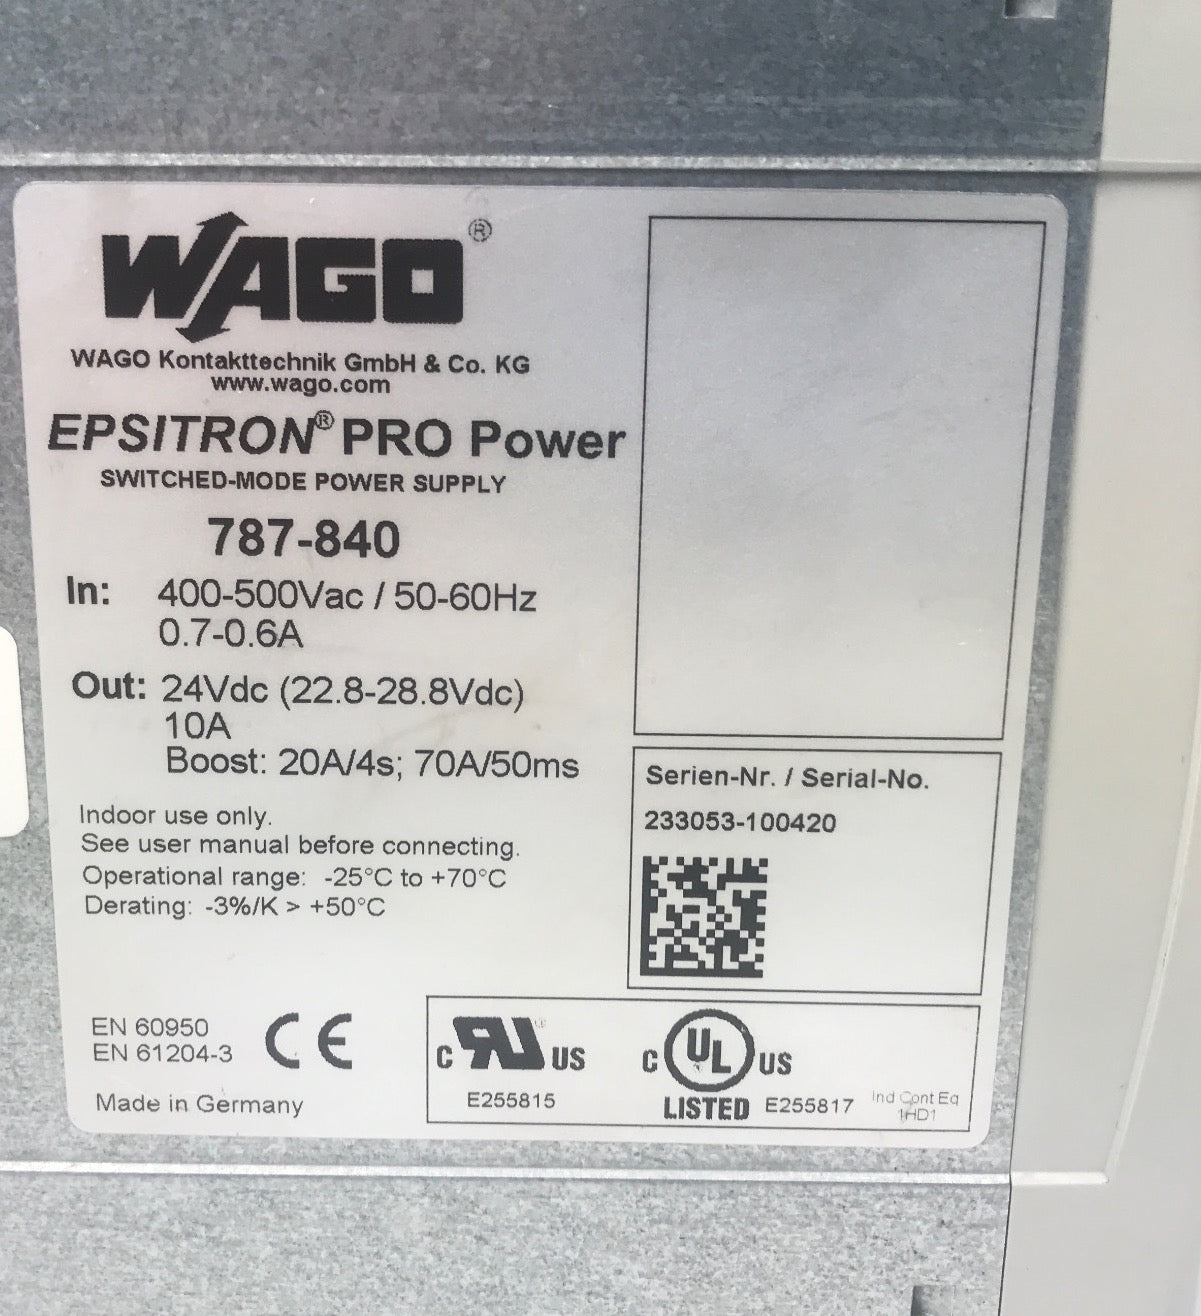 WAGO®
WAGO Kontakttechnik GmbH & Co. KG
www.wago.com
EPSITRON® PRO Power
SWITCHED-MODE POWER SUPPLY
787-840
In: 400-500Vac / 50-60Hz
0.7-0.6A
Out: 24Vdc (22.8-28.8Vdc)
10A
Boost: 20A/4s; 70A/50ms
Indoor use only.
See user manual before connecting.
Operational range: -25°C to +70°C
Derating: -3%/K > +50°C
Serien-Nr. / Serial-No.
233053-100420
EN 60950
EN 61204-3
CE
Made in Germany
c RU US
E255815
c UL US
LISTED E255817
Ind Cont Eq
1HD1